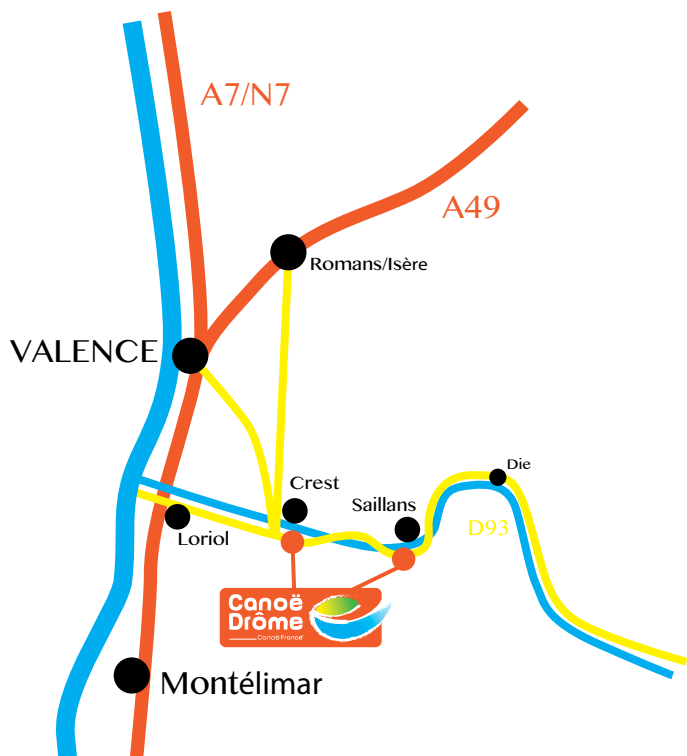 A7/N7
A49
Romans/Isère
VALENCE
Die
Crest
Saillans
D93
Loriol
Canoë
Drôme
Canoë France
Montélimar